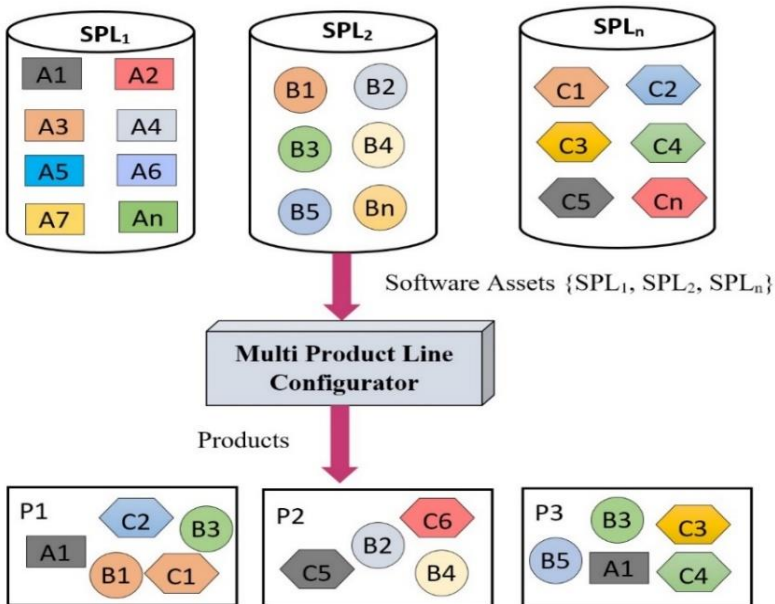 SPL₁
A1 A2
A3 A4
A5 A6
A7 An
SPL₂
B1 B2
B3 B4
B5 Bn
SPLₙ
C1 C2
C3 C4
C5 Cn
Software Assets {SPL₁, SPL₂, SPLₙ}
Multi Product Line
Configurator
Products
P1
C2
B3
A1
B1
C1
P2
C6
B2
C5
B4
P3
B3
C3
B5
A1
C4